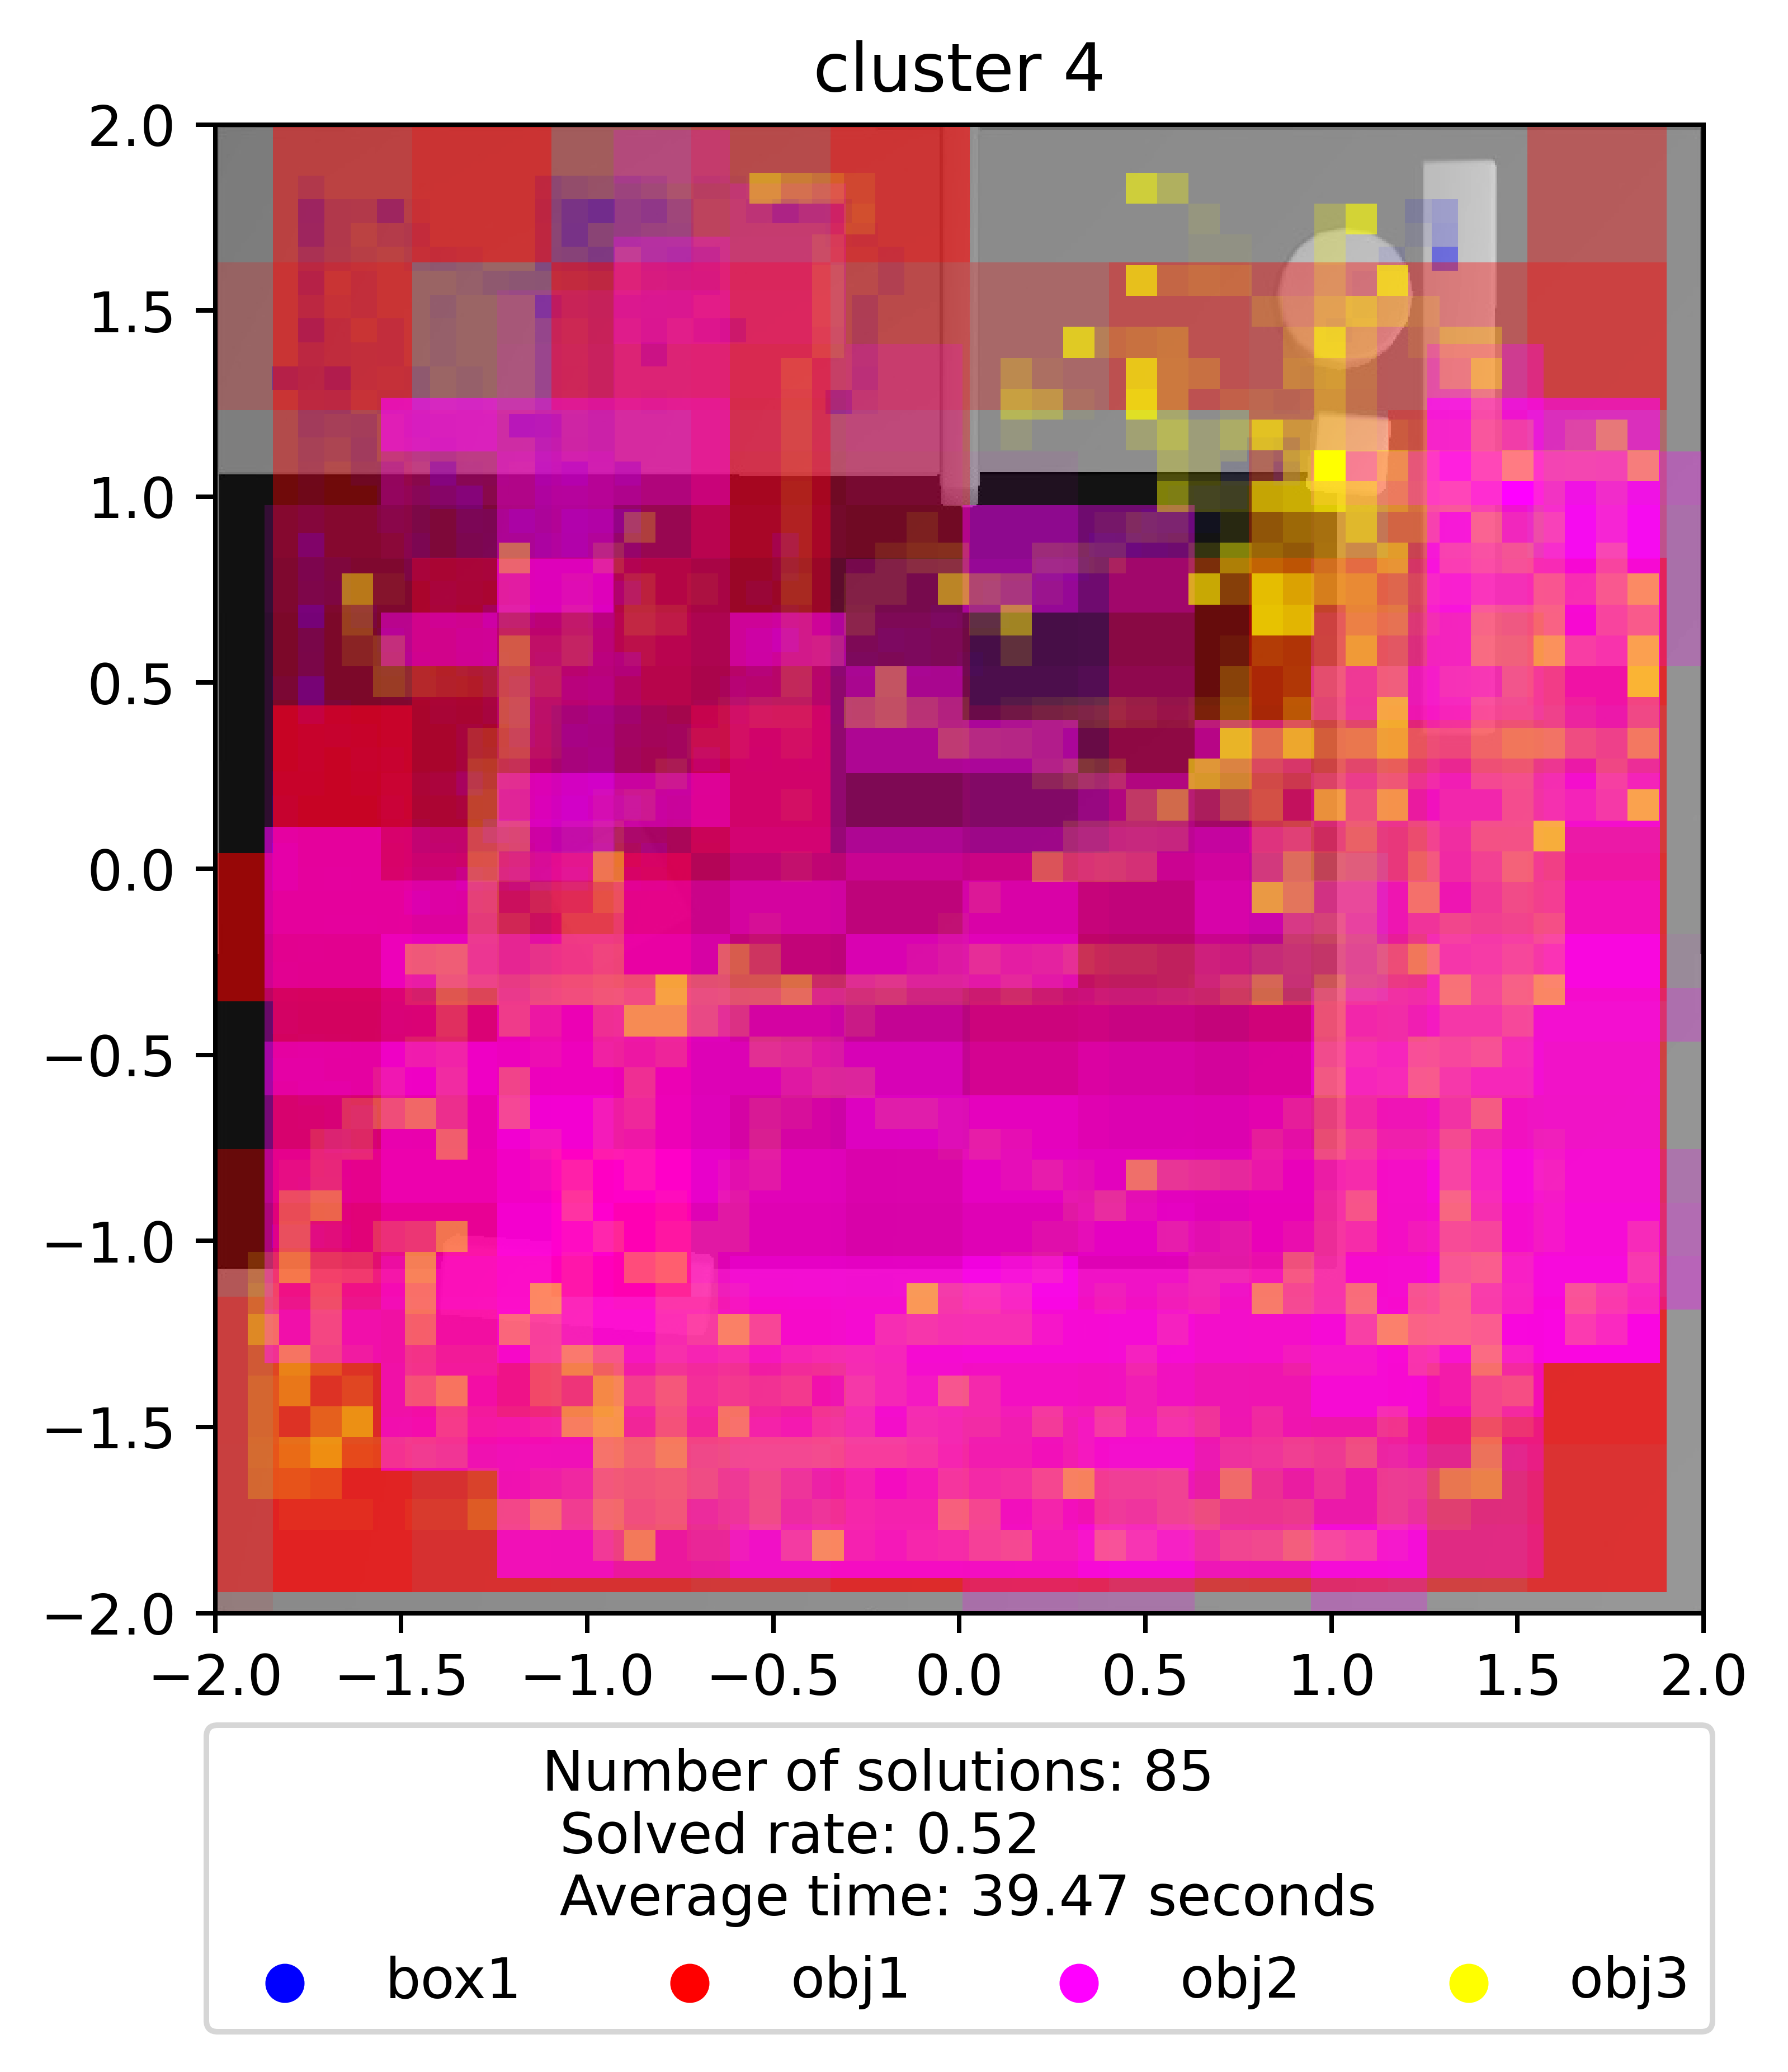 cluster 4
2.0
1.5
1.0
0.5
0.0
−0.5
−1.0
−1.5
−2.0
−2.0 −1.5 −1.0 −0.5 0.0 0.5 1.0 1.5 2.0
Number of solutions: 85
Solved rate: 0.52
Average time: 39.47 seconds
box1 obj1 obj2 obj3